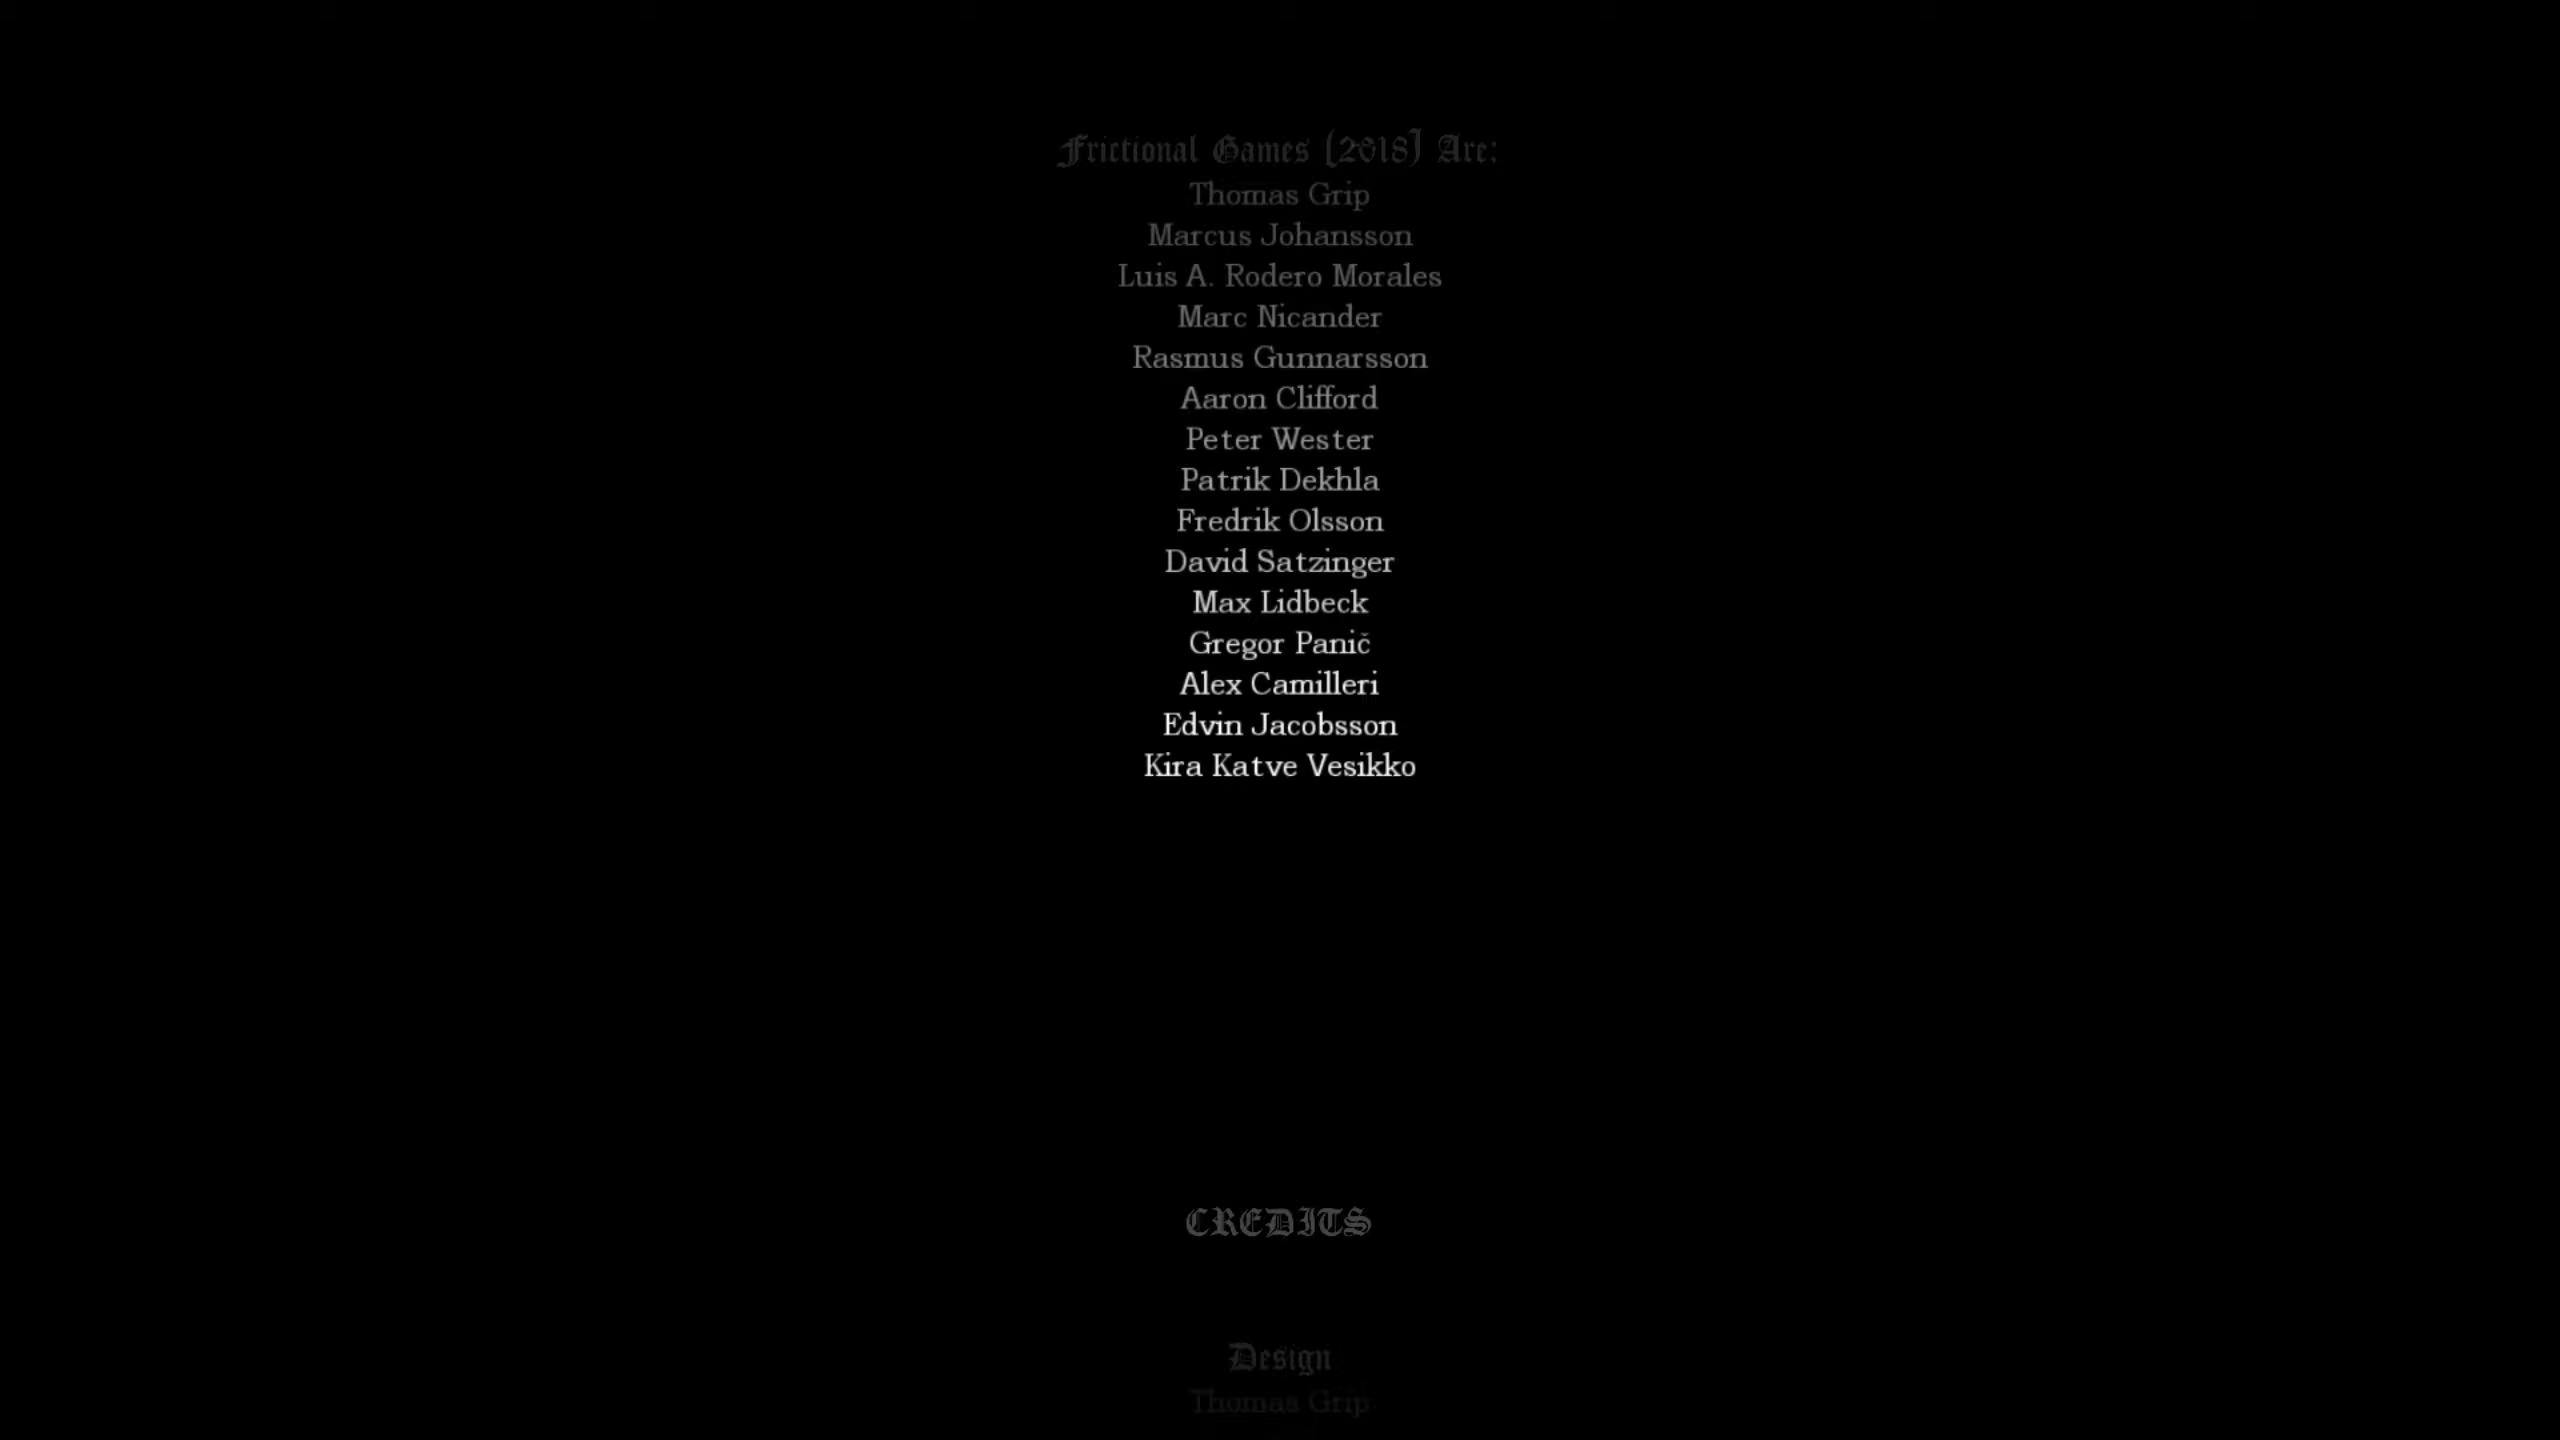 Frictional Games (2018) Are:
Thomas Grip
Marcus Johansson
Luis A. Rodero Morales
Marc Nicander
Rasmus Gunnarsson
Aaron Clifford
Peter Wester
Patrik Dekhla
Fredrik Olsson
David Satzinger
Max Lidbeck
Gregor Panič
Alex Camilleri
Edvin Jacobsson
Kira Katve Vesikko
CREDITS
Design
Thomas Grip